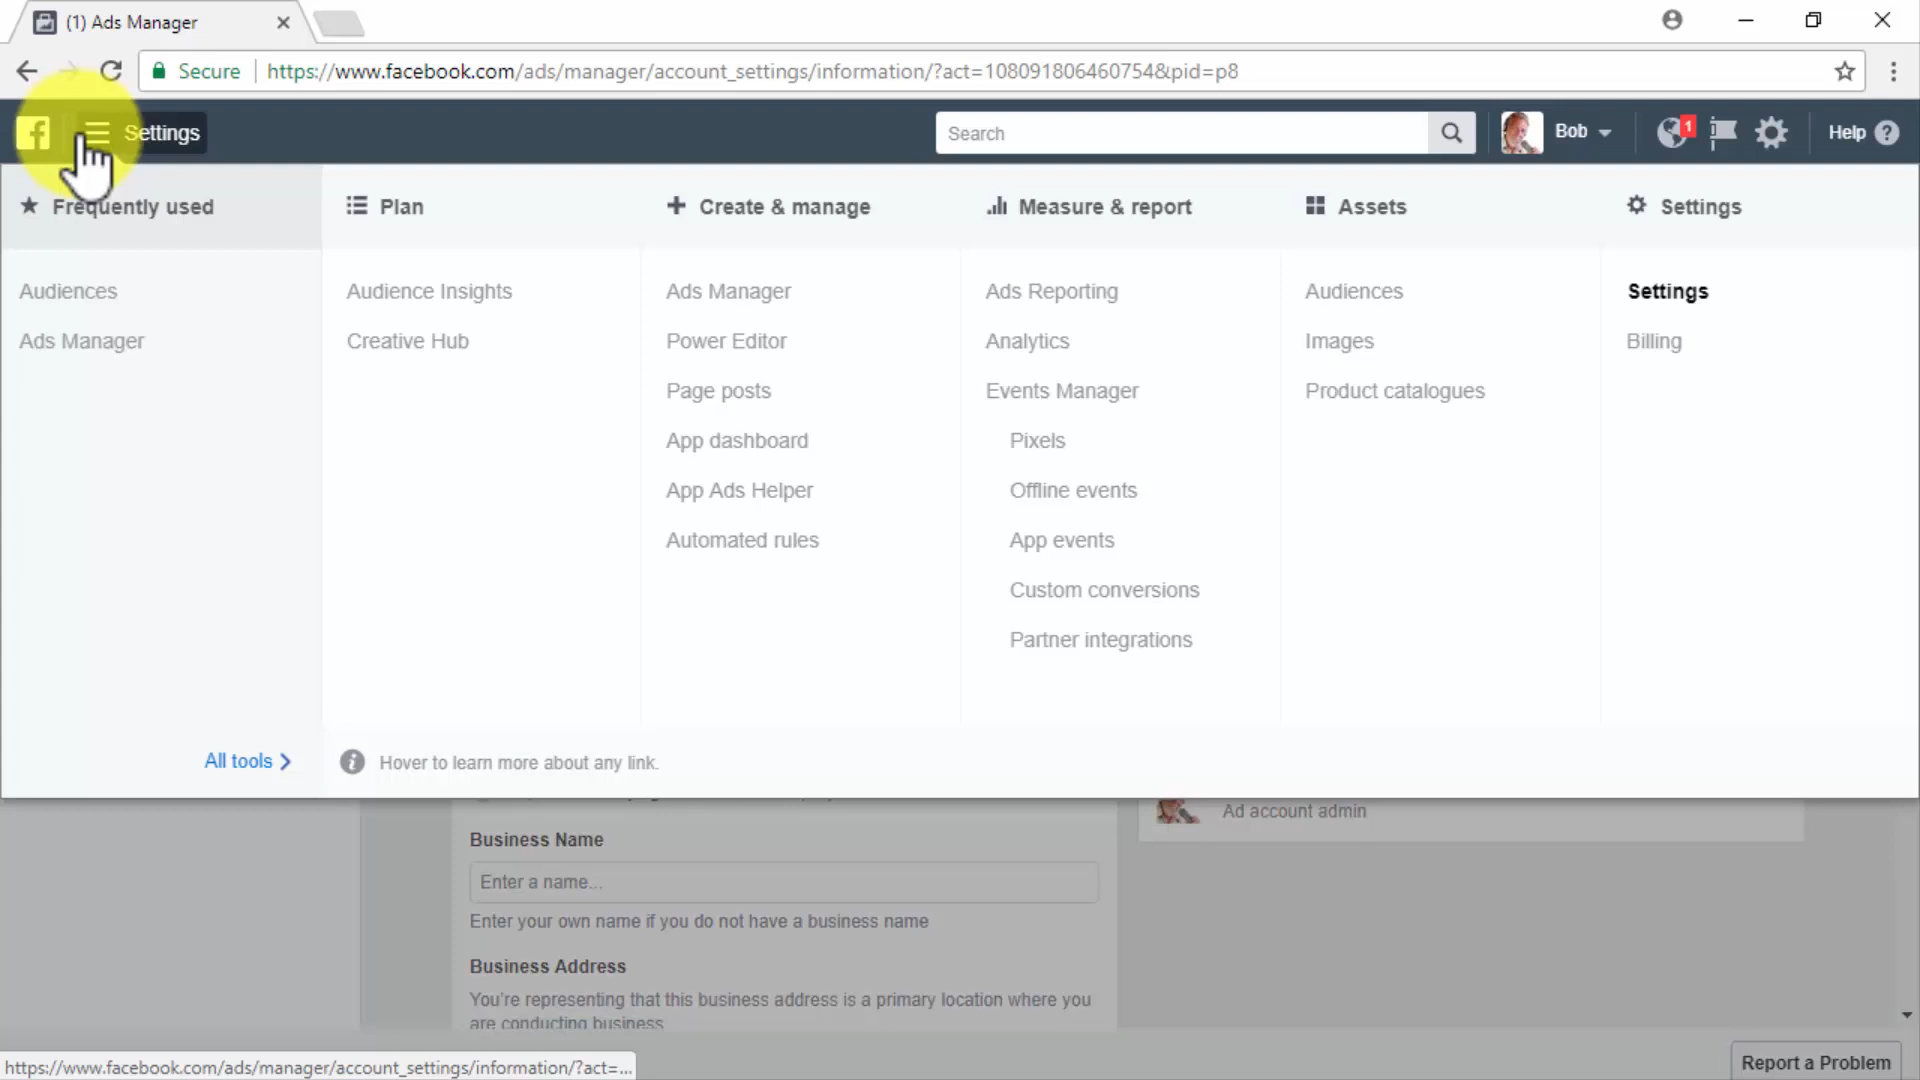 (1) Ads Manager
Secure https://www.facebook.com/ads/manager/account_settings/information/?act=108091806460754&pid=p8
Settings
Search
Bob
1
Help
Frequently used
Audiences
Ads Manager
All tools
Plan
Audience Insights
Creative Hub
Create & manage
Ads Manager
Power Editor
Page posts
App dashboard
App Ads Helper
Automated rules
Measure & report
Ads Reporting
Analytics
Events Manager
Pixels
Offline events
App events
Custom conversions
Partner integrations
Assets
Audiences
Images
Product catalogues
Settings
Settings
Billing
Hover to learn more about any link.
Ad account admin
Business Name
Enter a name...
Enter your own name if you do not have a business name
Business Address
You're representing that this business address is a primary location where you
are conducting business
https://www.facebook.com/ads/manager/account_settings/information/?act=...
Report a Problem